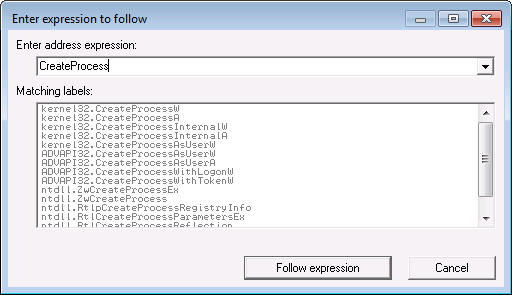 Enter expression to follow
Enter address expression:
CreateProcess
Matching labels:
kernel32.CreateProcessW
kernel32.CreateProcessA
kernel32.CreateProcessInternalW
kernel32.CreateProcessInternalA
kernel32.CreateProcessAsUserW
ADVAPI32.CreateProcessAsUserW
ADVAPI32.CreateProcessAsUserA
ADVAPI32.CreateProcessWithLogonW
ADVAPI32.CreateProcessWithTokenW
ntdll.ZwCreateProcessEx
ntdll.ZwCreateProcess
ntdll.RtlpCreateProcessRegistryInfo
ntdll.RtlCreateProcessParametersEx
ntdll.RtlCreateProcessReflection
Follow expression
Cancel